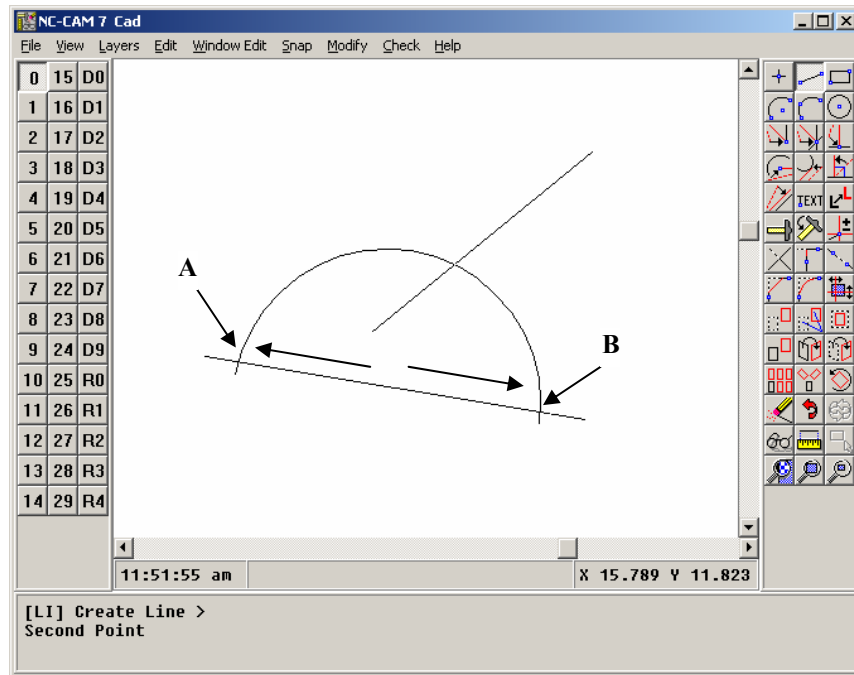 NC-CAM 7 Cad
File View Layers Edit Window Edit Snap Modify Check Help
0 15 D0
1 16 D1
2 17 D2
3 18 D3
4 19 D4
5 20 D5
6 21 D6
7 22 D7
8 23 D8
9 24 D9
10 25 R0
11 26 R1
12 27 R2
13 28 R3
14 29 R4
A
B
TEXT
11:51:55 am
X 15.789 Y 11.823
[LI] Create Line >
Second Point